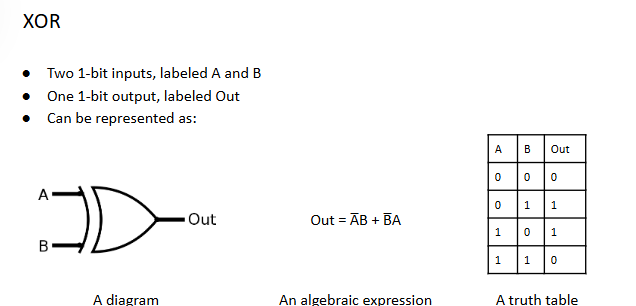 XOR
● Two 1-bit inputs, labeled A and B
● One 1-bit output, labeled Out
● Can be represented as:
A
B
Out
Out = A̅B + B̅A
A B Out
0 0 0
0 1 1
1 0 1
1 1 0
A diagram
An algebraic expression
A truth table